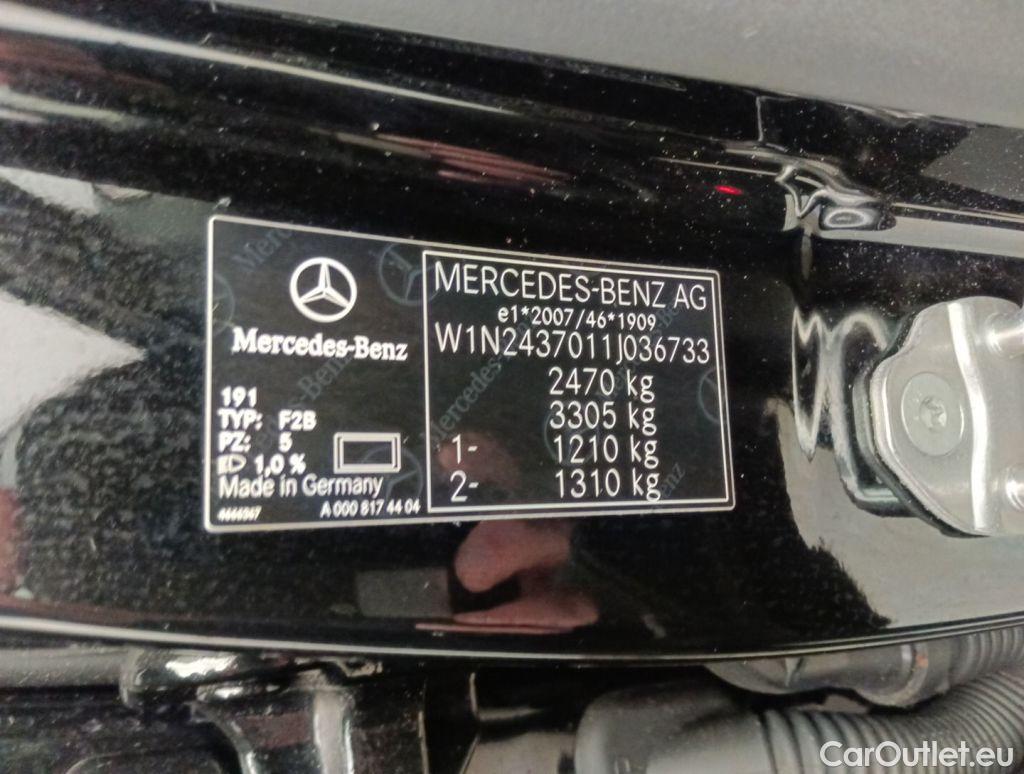 Mercedes-Benz
191
TYP: F2B
PZ: 5
1,0 %
Made in Germany
4666367 A 000 817 44 04
MERCEDES-BENZ AG
e1*2007/46*1909
W1N2437011J036733
2470 kg
3305 kg
1- 1210 kg
2- 1310 kg
CarOutlet.eu